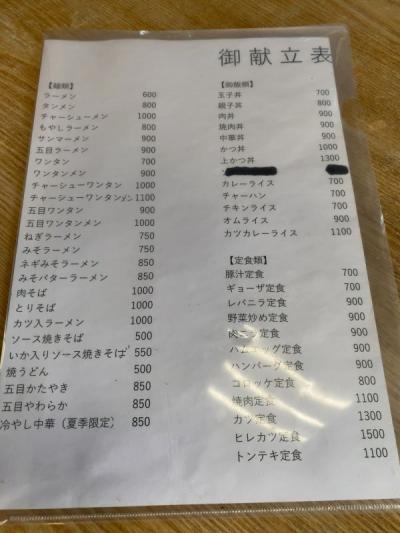 御献立表
【麺類】
ラーメン 600
タンメン 800
チャーシューメン 1000
もやしラーメン 800
サンマーメン 900
五目ラーメン 900
ワンタン 700
ワンタンメン 900
チャーシューワンタン 1000
チャーシューワンタンメン 1100
五目ワンタン 900
五目ワンタンメン 1000
ねぎラーメン 750
みそラーメン 750
ネギみそラーメン 850
みそバターラーメン 850
肉そば 1000
とりそば 1000
カツ入ラーメン 1000
ソース焼きそば 500
いか入りソース焼きそば 550
焼うどん 500
五目かたやき 850
五目やわらか 850
冷やし中華(夏季限定) 850
【御飯類】
玉子丼 700
親子丼 800
肉丼 900
焼肉丼 900
中華丼 900
かつ丼 1000
上かつ丼 1300
カレーライス 700
チャーハン 700
チキンライス 700
オムライス 900
カツカレーライス 1100
【定食類】
豚汁定食 700
ギョーザ定食 700
レバニラ定食 900
野菜炒め定食 900
肉ニラ定食 900
ハムエッグ定食 900
ハンバーグ定食 900
コロッケ定食 800
焼肉定食 1100
カツ定食 1300
ヒレカツ定食 1500
トンテキ定食 1100